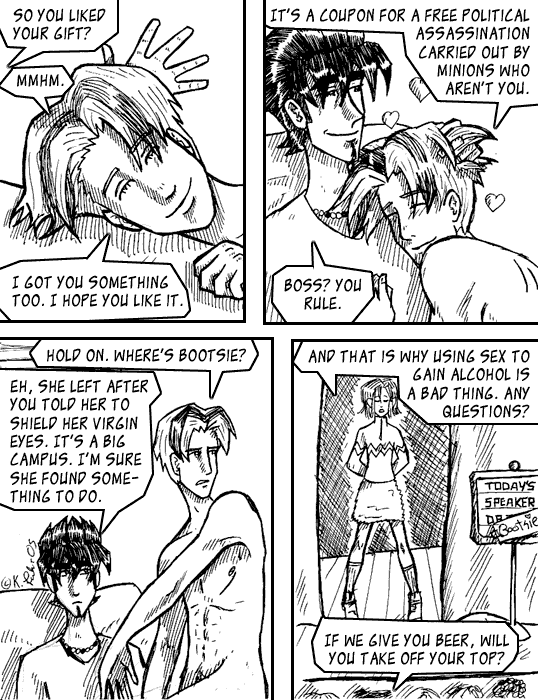 SO YOU LIKED
YOUR GIFT?
MMHM.
I GOT YOU SOMETHING
TOO. I HOPE YOU LIKE IT.
IT'S A COUPON FOR A FREE POLITICAL
ASSASSINATION
CARRIED OUT BY
MINIONS WHO
AREN'T YOU.
BOSS? YOU
RULE.
HOLD ON. WHERE'S BOOTSIE?
EH, SHE LEFT AFTER
YOU TOLD HER TO
SHIELD HER VIRGIN
EYES. IT'S A BIG
CAMPUS. I'M SURE
SHE FOUND SOME-
THING TO DO.
AND THAT IS WHY USING SEX TO
GAIN ALCOHOL IS
A BAD THING. ANY
QUESTIONS?
TODAY'S
SPEAKER
Bootsie
IF WE GIVE YOU BEER, WILL
YOU TAKE OFF YOUR TOP?